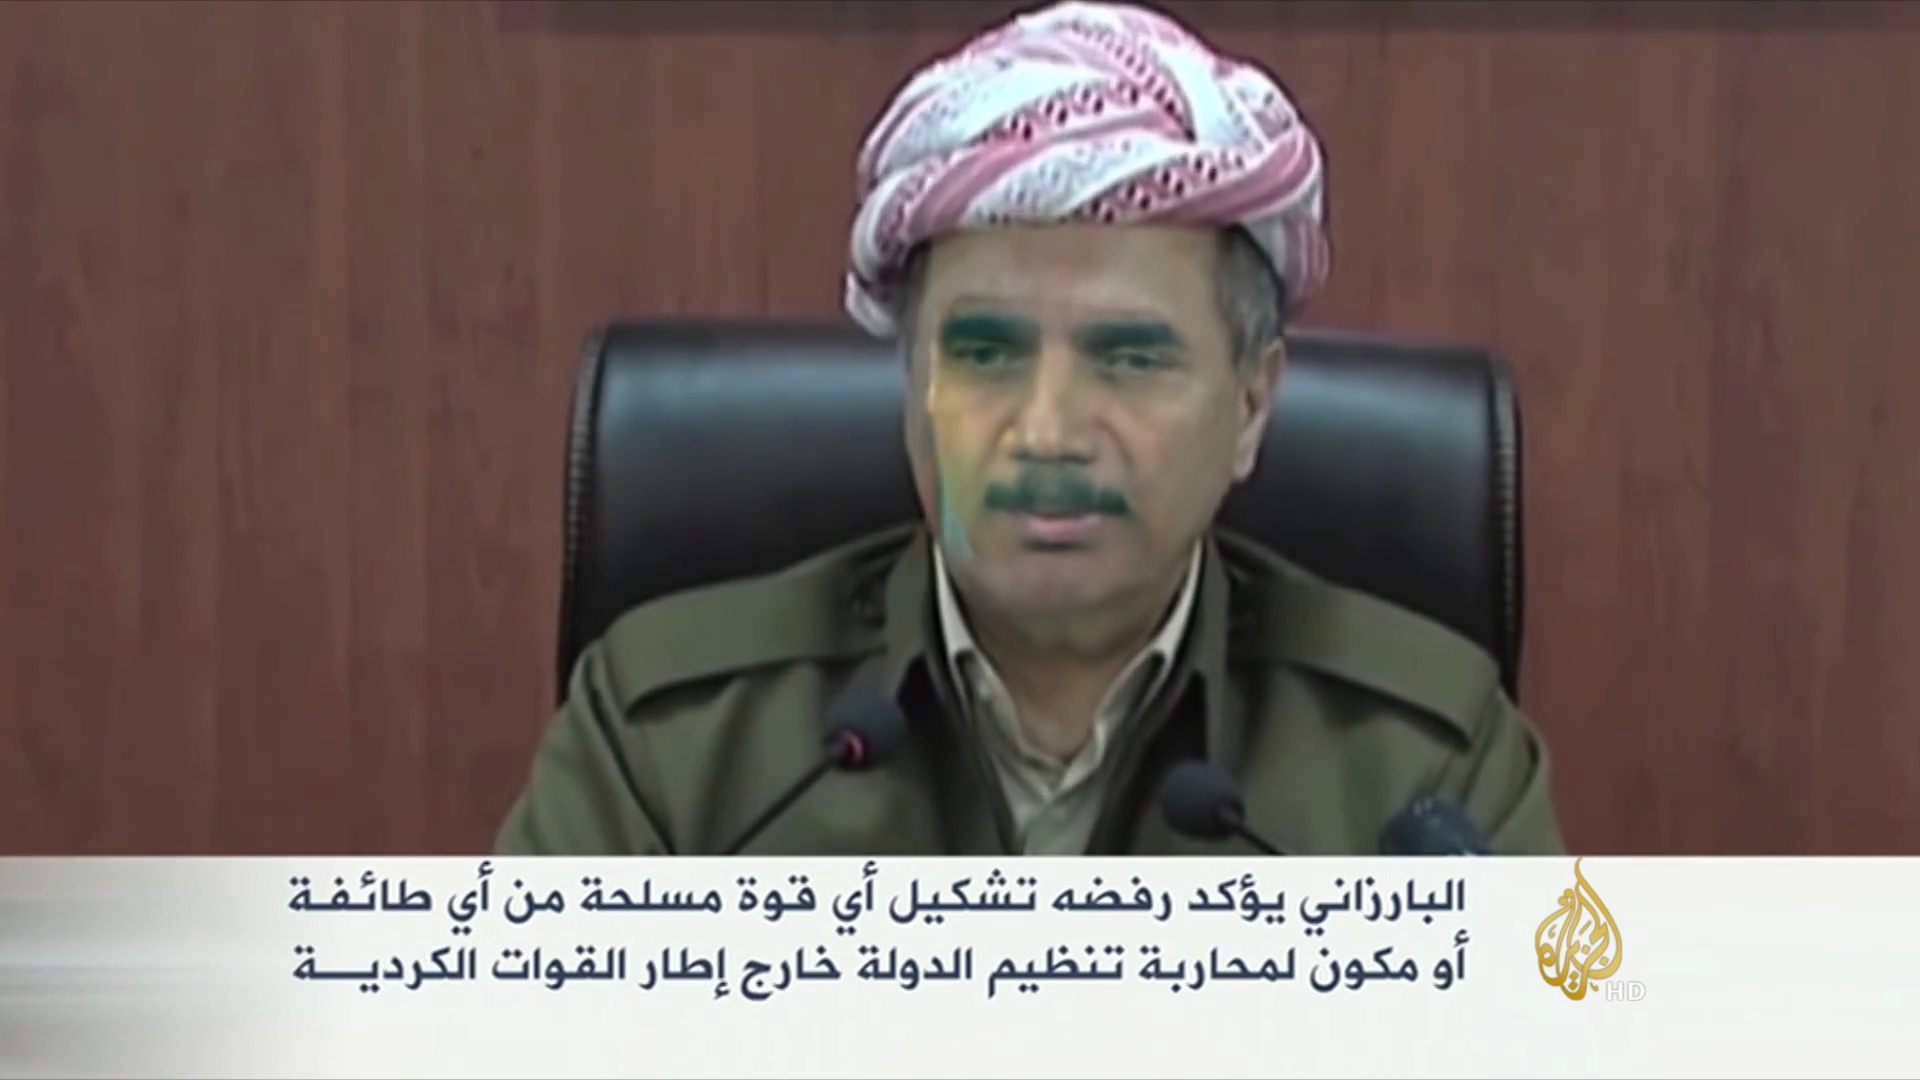 البارزاني يؤكد رفضه تشكيل أي قوة مسلحة من أي طائفة
أو مكون لمحاربة تنظيم الدولة خارج إطار القوات الكردية
الجزيرة
HD